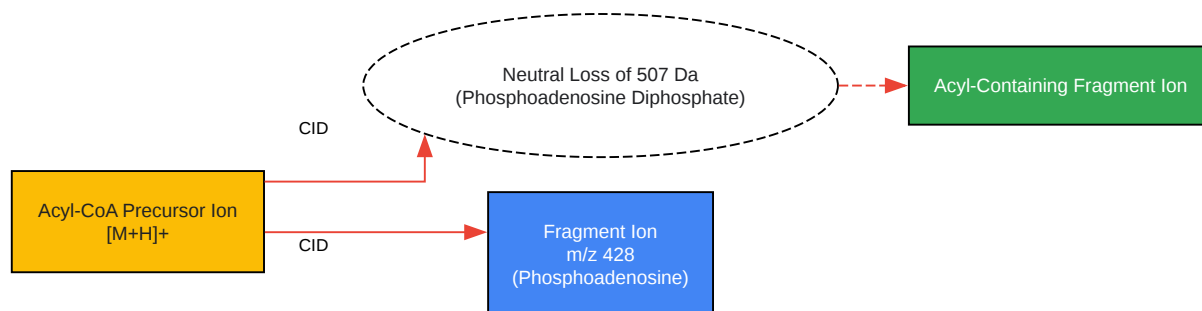 Neutral Loss of 507 Da
(Phosphoadenosine Diphosphate)
Acyl-Containing Fragment Ion
CID
Acyl-CoA Precursor Ion
[M+H]+
CID
Fragment Ion
m/z 428
(Phosphoadenosine)